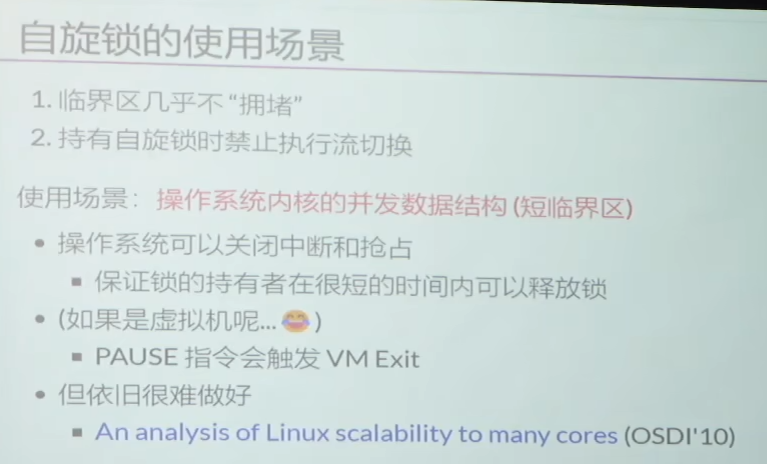 自旋锁的使用场景
1. 临界区几乎不 “拥堵”
2. 持有自旋锁时禁止执行流切换
使用场景：操作系统内核的并发数据结构 (短临界区)
• 操作系统可以关闭中断和抢占
▪ 保证锁的持有者在很短的时间内可以释放锁
• (如果是虚拟机呢...😂)
▪ PAUSE 指令会触发 VM Exit
• 但依旧很难做好
▪ An analysis of Linux scalability to many cores (OSDI'10)